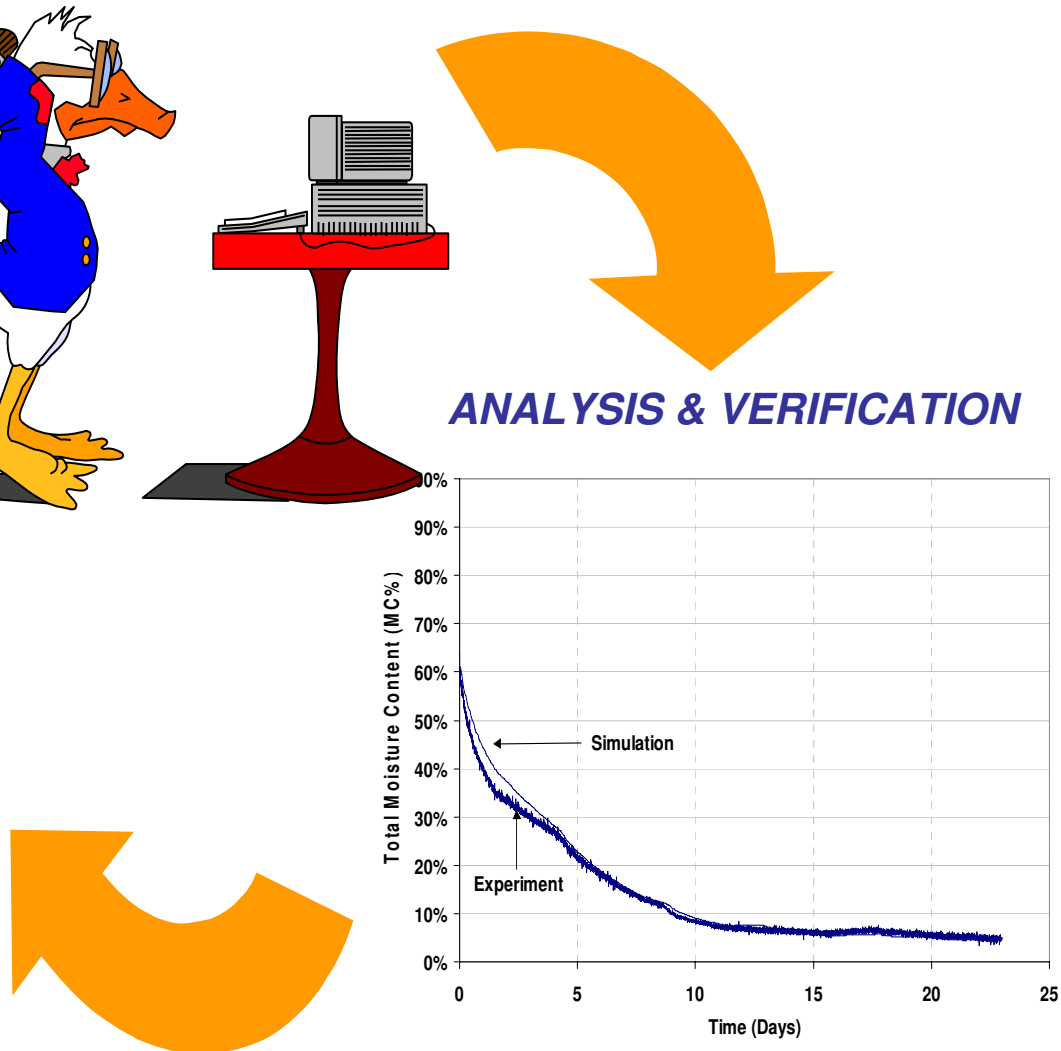 ANALYSIS & VERIFICATION
90%
80%
70%
60%
50%
40%
30%
20%
10%
0%
Total Moisture Content (MC%)
Simulation
Experiment
0 5 10 15 20 25
Time (Days)